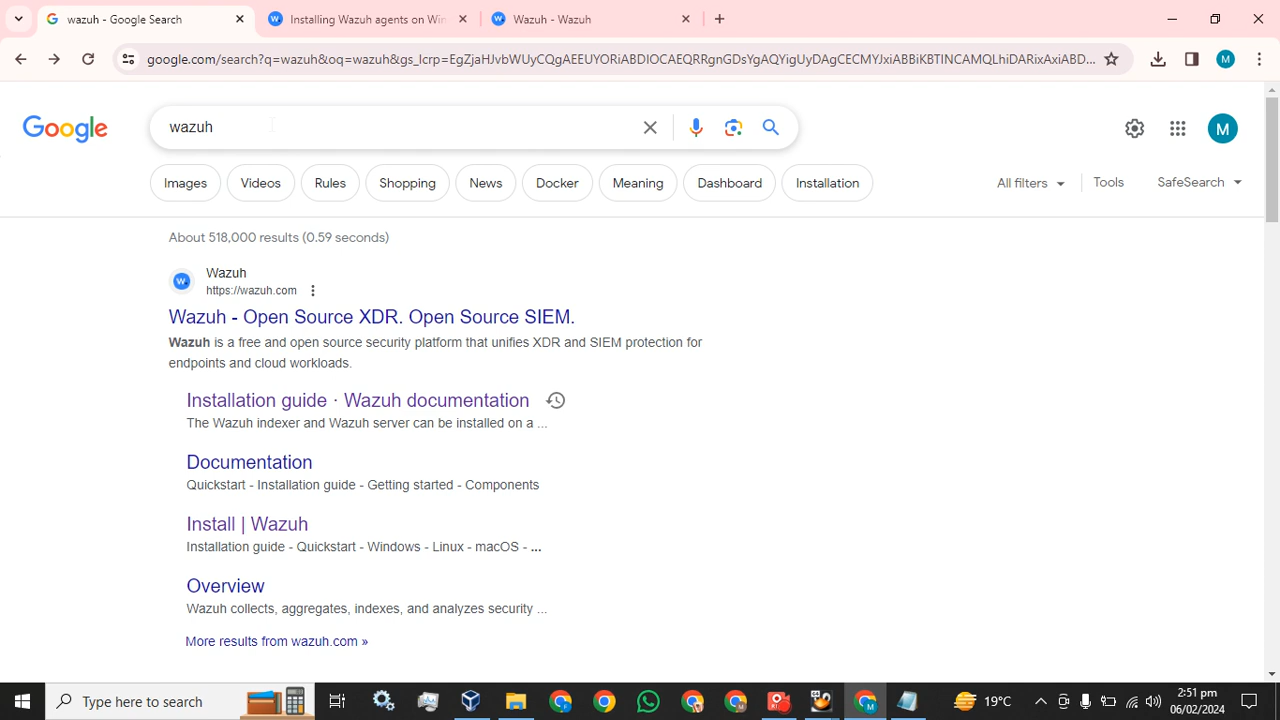 wazuh - Google Search
Installing Wazuh agents on Win
Wazuh - Wazuh
google.com/search?q=wazuh&oq=wazuh&gs_lcrp=EgZjaHJvbWUyCQgAEEUYORiABDIOCAEQRRgnGDsYgAQYigUyDAgCECMYJxiABBiKBTINCAMQLhiDARixAxiABD...
M
Google
wazuh
M
Images
Videos
Rules
Shopping
News
Docker
Meaning
Dashboard
Installation
All filters
Tools
SafeSearch
About 518,000 results (0.59 seconds)
W.
Wazuh
https://wazuh.com
Wazuh - Open Source XDR. Open Source SIEM.
Wazuh is a free and open source security platform that unifies XDR and SIEM protection for
endpoints and cloud workloads.
Installation guide · Wazuh documentation
The Wazuh indexer and Wazuh server can be installed on a ...
Documentation
Quickstart - Installation guide - Getting started - Components
Install | Wazuh
Installation guide - Quickstart - Windows - Linux - macOS - ...
Overview
Wazuh collects, aggregates, indexes, and analyzes security ...
More results from wazuh.com »
Type here to search
19°C
2:51 pm
06/02/2024